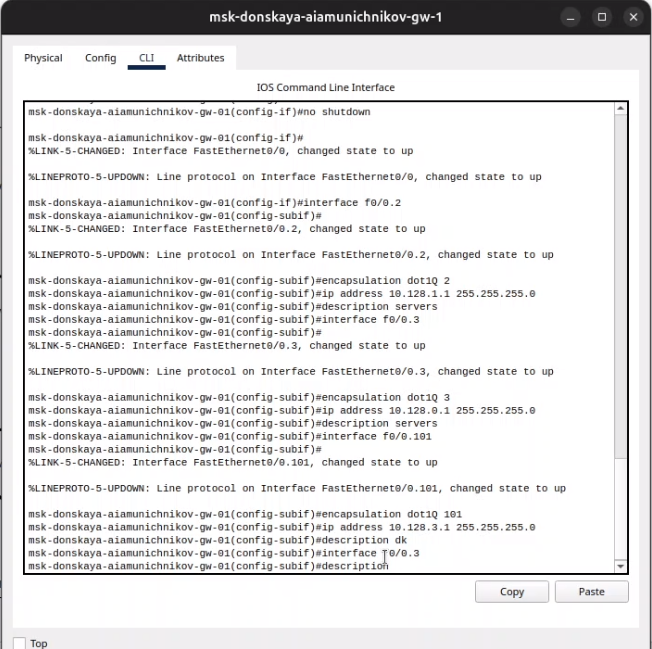 msk-donskaya-aiamunichnikov-gw-1
Physical Config CLI Attributes
IOS Command Line Interface
msk-donskaya-aiamunichnikov-gw-01(config-if)#no shutdown
msk-donskaya-aiamunichnikov-gw-01(config-if)#
%LINK-5-CHANGED: Interface FastEthernet0/0, changed state to up
%LINEPROTO-5-UPDOWN: Line protocol on Interface FastEthernet0/0, changed state to up
msk-donskaya-aiamunichnikov-gw-01(config-if)#interface f0/0.2
msk-donskaya-aiamunichnikov-gw-01(config-subif)#
%LINK-5-CHANGED: Interface FastEthernet0/0.2, changed state to up
%LINEPROTO-5-UPDOWN: Line protocol on Interface FastEthernet0/0.2, changed state to up
msk-donskaya-aiamunichnikov-gw-01(config-subif)#encapsulation dot1Q 2
msk-donskaya-aiamunichnikov-gw-01(config-subif)#ip address 10.128.1.1 255.255.255.0
msk-donskaya-aiamunichnikov-gw-01(config-subif)#description servers
msk-donskaya-aiamunichnikov-gw-01(config-subif)#interface f0/0.3
msk-donskaya-aiamunichnikov-gw-01(config-subif)#
%LINK-5-CHANGED: Interface FastEthernet0/0.3, changed state to up
%LINEPROTO-5-UPDOWN: Line protocol on Interface FastEthernet0/0.3, changed state to up
msk-donskaya-aiamunichnikov-gw-01(config-subif)#encapsulation dot1Q 3
msk-donskaya-aiamunichnikov-gw-01(config-subif)#ip address 10.128.0.1 255.255.255.0
msk-donskaya-aiamunichnikov-gw-01(config-subif)#description servers
msk-donskaya-aiamunichnikov-gw-01(config-subif)#interface f0/0.101
msk-donskaya-aiamunichnikov-gw-01(config-subif)#
%LINK-5-CHANGED: Interface FastEthernet0/0.101, changed state to up
%LINEPROTO-5-UPDOWN: Line protocol on Interface FastEthernet0/0.101, changed state to up
msk-donskaya-aiamunichnikov-gw-01(config-subif)#encapsulation dot1Q 101
msk-donskaya-aiamunichnikov-gw-01(config-subif)#ip address 10.128.3.1 255.255.255.0
msk-donskaya-aiamunichnikov-gw-01(config-subif)#description dk
msk-donskaya-aiamunichnikov-gw-01(config-subif)#interface f0/0.3
msk-donskaya-aiamunichnikov-gw-01(config-subif)#description
Copy Paste
Top